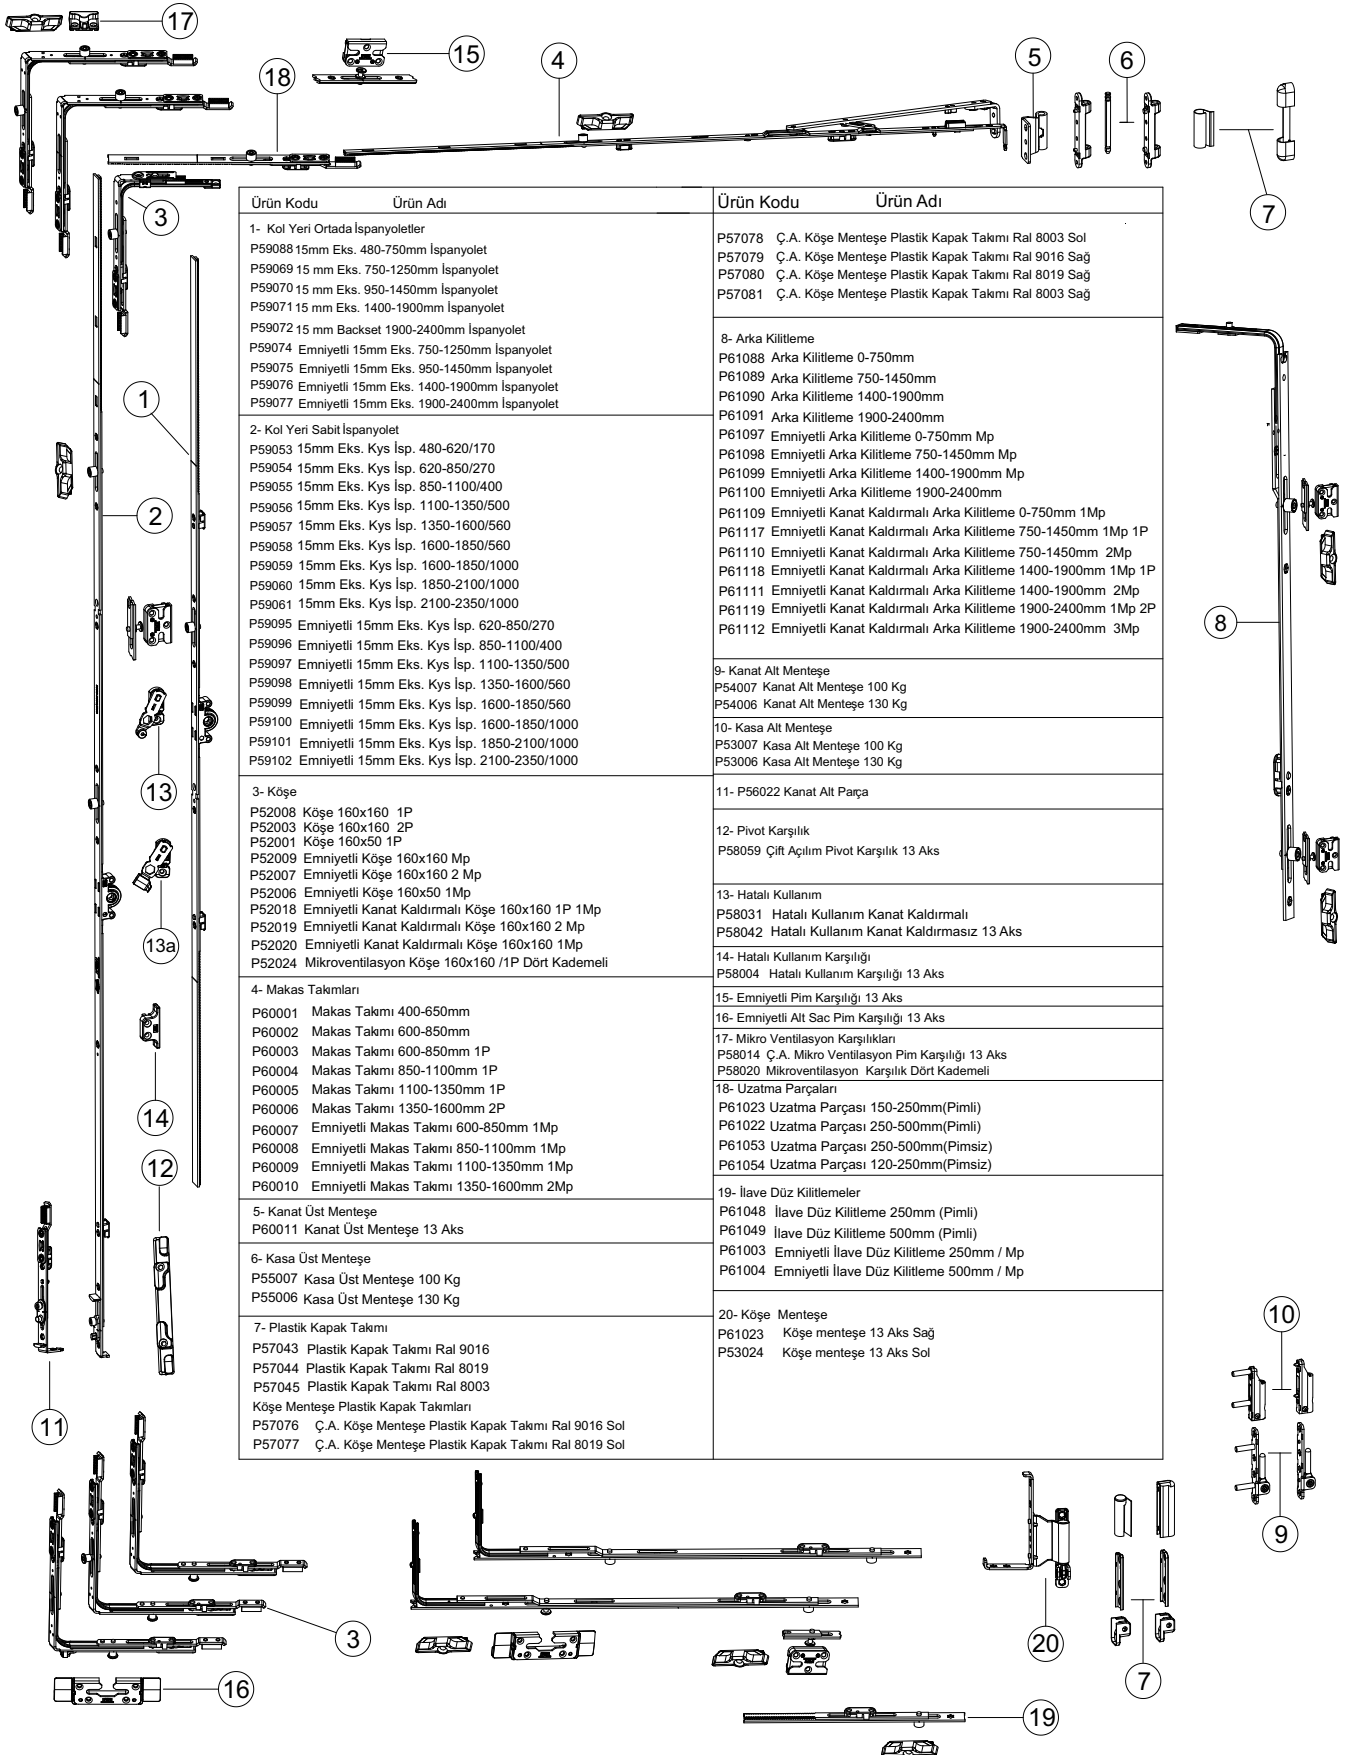 17
15
4
5
6
18
7
3
Ürün Kodu Ürün Adı
1- Kol Yeri Ortada İspanyoletler
P59088 15mm Eks. 480-750mm İspanyolet
P59069 15 mm Eks. 750-1250mm İspanyolet
P59070 15 mm Eks. 950-1450mm İspanyolet
P59071 15 mm Eks. 1400-1900mm İspanyolet
P59072 15 mm Backset 1900-2400mm İspanyolet
P59074 Emniyetli 15mm Eks. 750-1250mm İspanyolet
P59075 Emniyetli 15mm Eks. 950-1450mm İspanyolet
P59076 Emniyetli 15mm Eks. 1400-1900mm İspanyolet
P59077 Emniyetli 15mm Eks. 1900-2400mm İspanyolet
2- Kol Yeri Sabit İspanyolet
P59053 15mm Eks. Kys İsp. 480-620/170
P59054 15mm Eks. Kys İsp. 620-850/270
P59055 15mm Eks. Kys İsp. 850-1100/400
P59056 15mm Eks. Kys İsp. 1100-1350/500
P59057 15mm Eks. Kys İsp. 1350-1600/560
P59058 15mm Eks. Kys İsp. 1600-1850/560
P59059 15mm Eks. Kys İsp. 1600-1850/1000
P59060 15mm Eks. Kys İsp. 1850-2100/1000
P59061 15mm Eks. Kys İsp. 2100-2350/1000
P59095 Emniyetli 15mm Eks. Kys İsp. 620-850/270
P59096 Emniyetli 15mm Eks. Kys İsp. 850-1100/400
P59097 Emniyetli 15mm Eks. Kys İsp. 1100-1350/500
P59098 Emniyetli 15mm Eks. Kys İsp. 1350-1600/560
P59099 Emniyetli 15mm Eks. Kys İsp. 1600-1850/560
P59100 Emniyetli 15mm Eks. Kys İsp. 1600-1850/1000
P59101 Emniyetli 15mm Eks. Kys İsp. 1850-2100/1000
P59102 Emniyetli 15mm Eks. Kys İsp. 2100-2350/1000
3- Köşe
P52008 Köşe 160x160 1P
P52003 Köşe 160x160 2P
P52001 Köşe 160x50 1P
P52009 Emniyetli Köşe 160x160 Mp
P52007 Emniyetli Köşe 160x160 2 Mp
P52006 Emniyetli Köşe 160x50 1Mp
P52018 Emniyetli Kanat Kaldırmalı Köşe 160x160 1P 1Mp
P52019 Emniyetli Kanat Kaldırmalı Köşe 160x160 2 Mp
P52020 Emniyetli Kanat Kaldırmalı Köşe 160x160 1Mp
P52024 Mikroventilasyon Köşe 160x160 /1P Dört Kademeli
4- Makas Takımları
P60001 Makas Takımı 400-650mm
P60002 Makas Takımı 600-850mm
P60003 Makas Takımı 600-850mm 1P
P60004 Makas Takımı 850-1100mm 1P
P60005 Makas Takımı 1100-1350mm 1P
P60006 Makas Takımı 1350-1600mm 2P
P60007 Emniyetli Makas Takımı 600-850mm 1Mp
P60008 Emniyetli Makas Takımı 850-1100mm 1Mp
P60009 Emniyetli Makas Takımı 1100-1350mm 1Mp
P60010 Emniyetli Makas Takımı 1350-1600mm 2Mp
5- Kanat Üst Menteşe
P60011 Kanat Üst Menteşe 13 Aks
6- Kasa Üst Menteşe
P55007 Kasa Üst Menteşe 100 Kg
P55006 Kasa Üst Menteşe 130 Kg
7- Plastik Kapak Takımı
P57043 Plastik Kapak Takımı Ral 9016
P57044 Plastik Kapak Takımı Ral 8019
P57045 Plastik Kapak Takımı Ral 8003
Köşe Menteşe Plastik Kapak Takımları
P57076 Ç.A. Köşe Menteşe Plastik Kapak Takımı Ral 9016 Sol
P57077 Ç.A. Köşe Menteşe Plastik Kapak Takımı Ral 8019 Sol
Ürün Kodu Ürün Adı
P57078 Ç.A. Köşe Menteşe Plastik Kapak Takımı Ral 8003 Sol
P57079 Ç.A. Köşe Menteşe Plastik Kapak Takımı Ral 9016 Sağ
P57080 Ç.A. Köşe Menteşe Plastik Kapak Takımı Ral 8019 Sağ
P57081 Ç.A. Köşe Menteşe Plastik Kapak Takımı Ral 8003 Sağ
8- Arka Kilitleme
P61088 Arka Kilitleme 0-750mm
P61089 Arka Kilitleme 750-1450mm
P61090 Arka Kilitleme 1400-1900mm
P61091 Arka Kilitleme 1900-2400mm
P61097 Emniyetli Arka Kilitleme 0-750mm Mp
P61098 Emniyetli Arka Kilitleme 750-1450mm Mp
P61099 Emniyetli Arka Kilitleme 1400-1900mm Mp
P61100 Emniyetli Arka Kilitleme 1900-2400mm
P61109 Emniyetli Kanat Kaldırmalı Arka Kilitleme 0-750mm 1Mp
P61117 Emniyetli Kanat Kaldırmalı Arka Kilitleme 750-1450mm 1Mp 1P
P61110 Emniyetli Kanat Kaldırmalı Arka Kilitleme 750-1450mm 2Mp
P61118 Emniyetli Kanat Kaldırmalı Arka Kilitleme 1400-1900mm 1Mp 1P
P61111 Emniyetli Kanat Kaldırmalı Arka Kilitleme 1400-1900mm 2Mp
P61119 Emniyetli Kanat Kaldırmalı Arka Kilitleme 1900-2400mm 1Mp 2P
P61112 Emniyetli Kanat Kaldırmalı Arka Kilitleme 1900-2400mm 3Mp
9- Kanat Alt Menteşe
P54007 Kanat Alt Menteşe 100 Kg
P54006 Kanat Alt Menteşe 130 Kg
10- Kasa Alt Menteşe
P53007 Kasa Alt Menteşe 100 Kg
P53006 Kasa Alt Menteşe 130 Kg
11- P56022 Kanat Alt Parça
12- Pivot Karşılık
P58059 Çift Açılım Pivot Karşılık 13 Aks
13- Hatalı Kullanım
P58031 Hatalı Kullanım Kanat Kaldırmalı
P58042 Hatalı Kullanım Kanat Kaldırmasız 13 Aks
14- Hatalı Kullanım Karşılığı
P58004 Hatalı Kullanım Karşılığı 13 Aks
15- Emniyetli Pim Karşılığı 13 Aks
16- Emniyetli Alt Sac Pim Karşılığı 13 Aks
17- Mikro Ventilasyon Karşılıkları
P58014 Ç.A. Mikro Ventilasyon Pim Karşılığı 13 Aks
P58020 Mikroventilasyon Karşılık Dört Kademeli
18- Uzatma Parçaları
P61023 Uzatma Parçası 150-250mm(Pimli)
P61022 Uzatma Parçası 250-500mm(Pimli)
P61053 Uzatma Parçası 250-500mm(Pimsiz)
P61054 Uzatma Parçası 120-250mm(Pimsiz)
19- İlave Düz Kilitlemeler
P61048 İlave Düz Kilitleme 250mm (Pimli)
P61049 İlave Düz Kilitleme 500mm (Pimli)
P61003 Emniyetli İlave Düz Kilitleme 250mm / Mp
P61004 Emniyetli İlave Düz Kilitleme 500mm / Mp
20- Köşe Menteşe
P61023 Köşe menteşe 13 Aks Sağ
P53024 Köşe menteşe 13 Aks Sol
1
2
8
13
13a
14
12
10
11
9
3
20
7
16
19